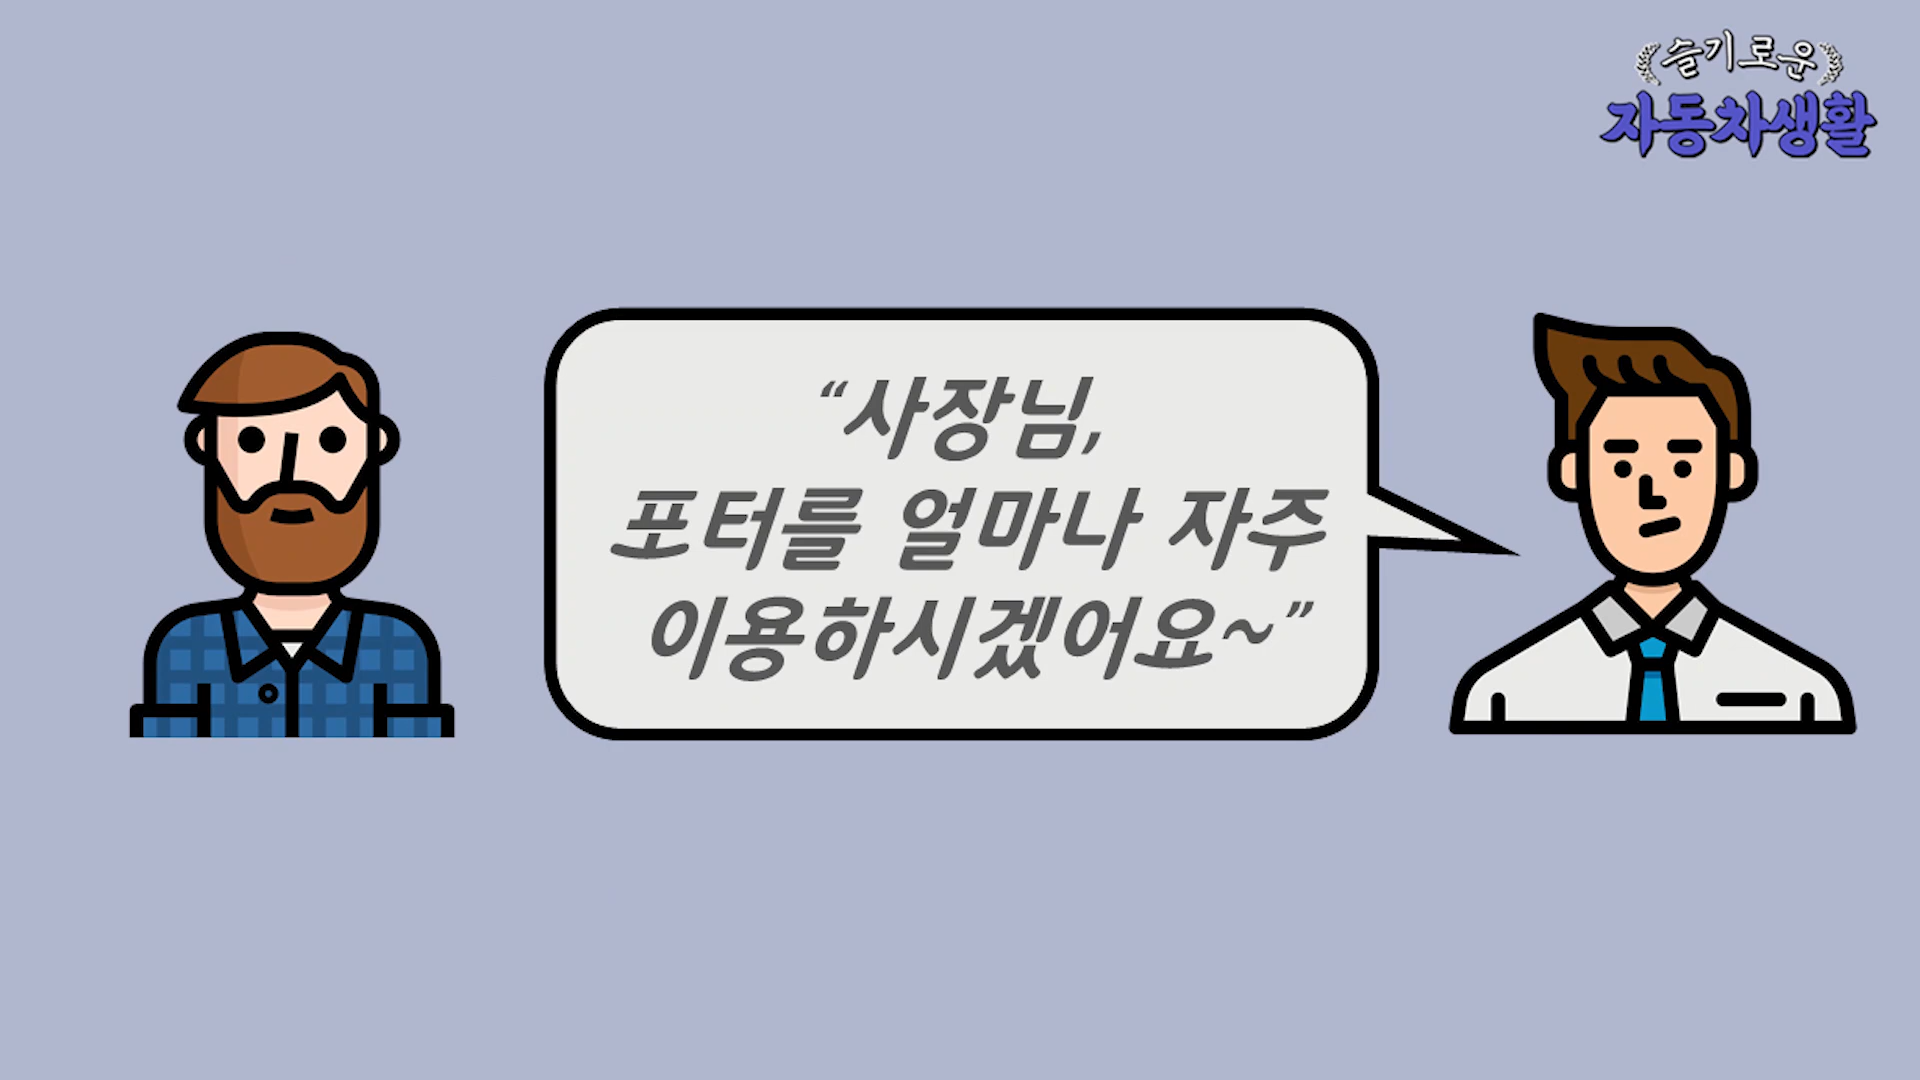 슬기로운
자동차생활
“사장님,
포터를 얼마나 자주
이용하시겠어요~”